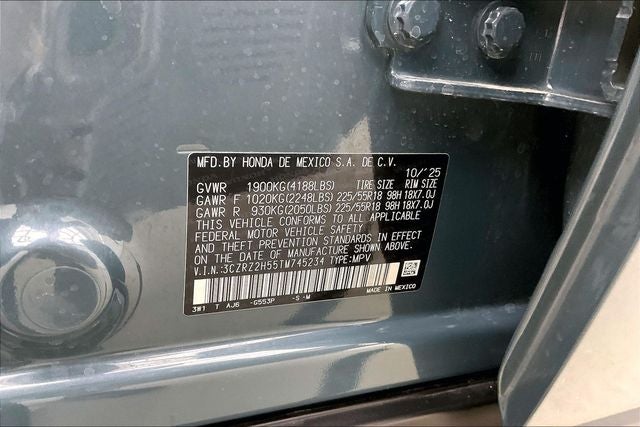 MFD.BY HONDA DE MEXICO S.A. DE C.V.
10/'25
GVWR 1900KG(4188LBS) TIRE SIZE RIM SIZE
GAWR F 1020KG(2248LBS) 225/55R18 98H 18X7.0J
GAWR R 930KG(2050LBS) 225/55R18 98H 18X7.0J
THIS VEHICLE CONFORMS TO ALL APPLICABLE
FEDERAL MOTOR VEHICLE SAFETY
AND THEFT PREVENTION STANDARDS IN EFFECT
ON THE DATE OF MANUFACTURE SHOWN ABOVE.
V.I.N.:3CZRZ2H55TM745234 TYPE:MPV
MADE IN MEXICO
3W1 T AJ6 -G553P -S -M